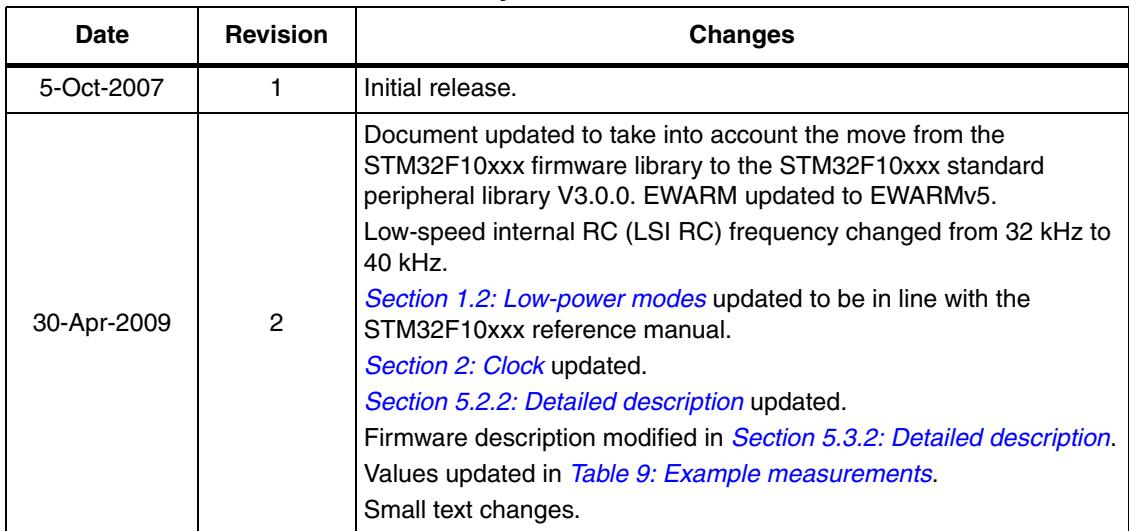 Date Revision Changes
5-Oct-2007 1 Initial release.
30-Apr-2009 2 Document updated to take into account the move from the
STM32F10xxx firmware library to the STM32F10xxx standard
peripheral library V3.0.0. EWARM updated to EWARMv5.
Low-speed internal RC (LSI RC) frequency changed from 32 kHz to
40 kHz.
Section 1.2: Low-power modes updated to be in line with the
STM32F10xxx reference manual.
Section 2: Clock updated.
Section 5.2.2: Detailed description updated.
Firmware description modified in Section 5.3.2: Detailed description.
Values updated in Table 9: Example measurements.
Small text changes.